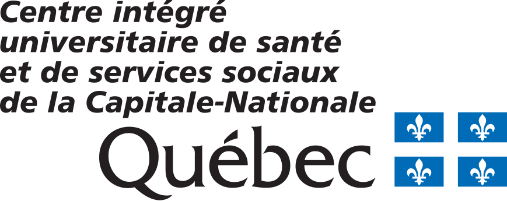 Centre intégré
universitaire de santé
et de services sociaux
de la Capitale-Nationale
Québec